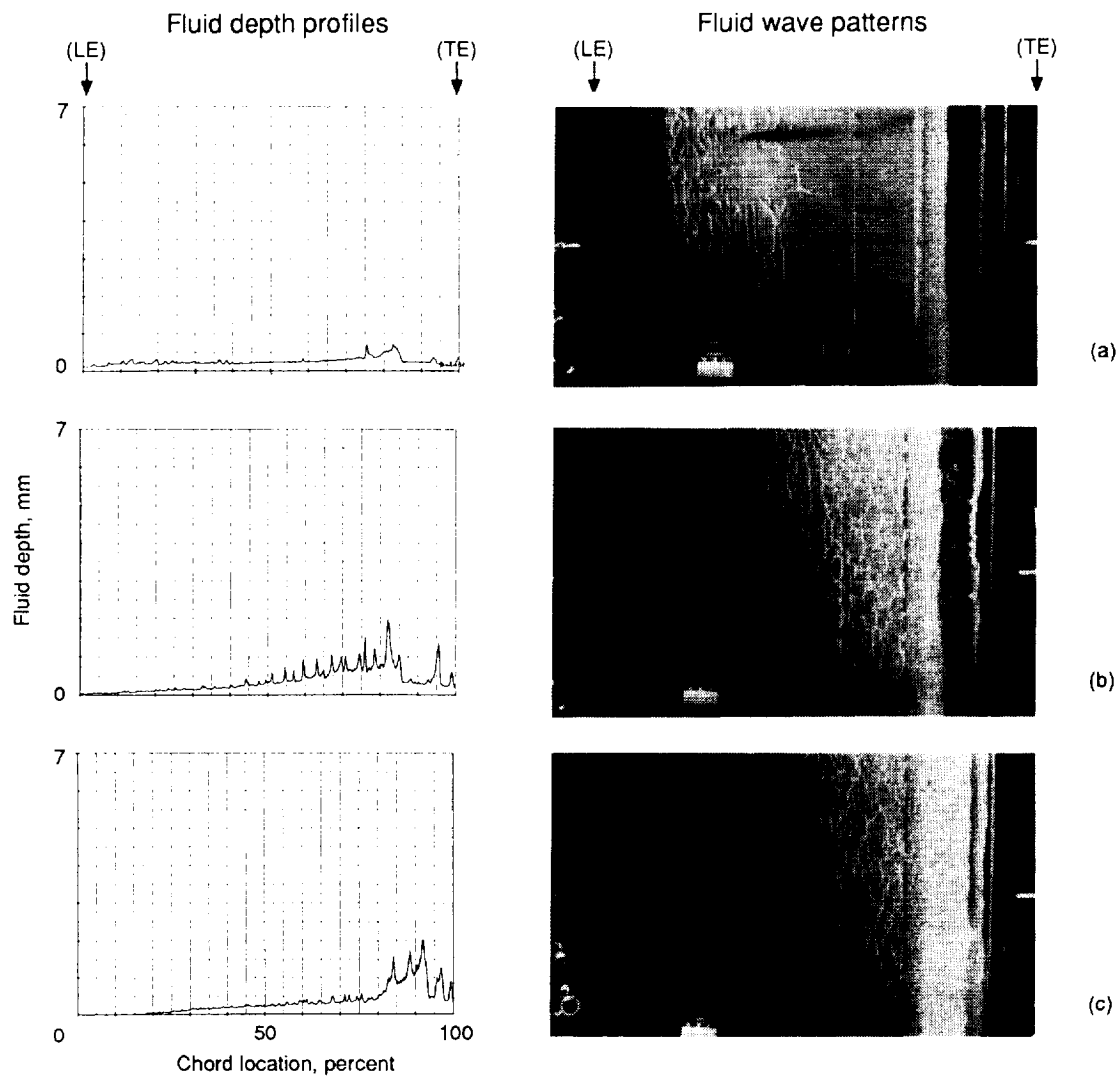 Fluid depth profiles
Fluid wave patterns
(LE)
(TE)
(LE)
(TE)
7
0
(a)
7
Fluid depth, mm
0
(b)
7
0
50
100
(c)
Chord location, percent